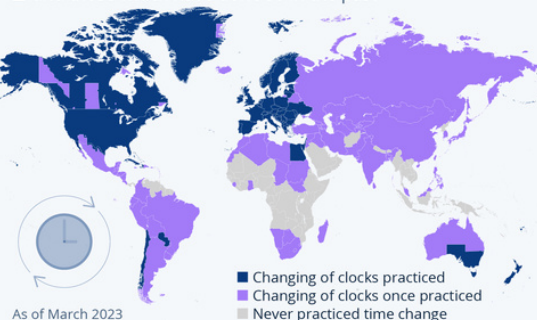 Changing of clocks practiced
Changing of clocks once practiced
As of March 2023
Never practiced time change